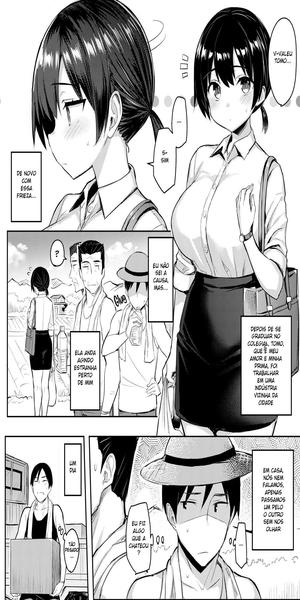 V-VALEU
TOMO...
...
S-
SIM
DE NOVO
COM
ESSA
FRIEZA...
?
EU NÃO
SEI A
CAUSA,
MAS...
ELA ANDA
AGINDO
ESTRANHA
PERTO
DE MIM
DEPOIS DE
SE
GRADUAR NO
COLEGIAL, TOMO,
QUE É MEU
AMOR E MINHA
PRIMA, FOI
TRABALHAR
EM UMA
INDÚSTRIA
VIZINHA DA
CIDADE
UM
DIA
TÃO
PESADO
EM CASA,
NÓS NEM
FALAMOS,
APENAS
PASSAMOS
UM PELO O
OUTRO SEM
NOS
OLHAR
EU FIZ
ALGO
QUE A
CHATEOU?